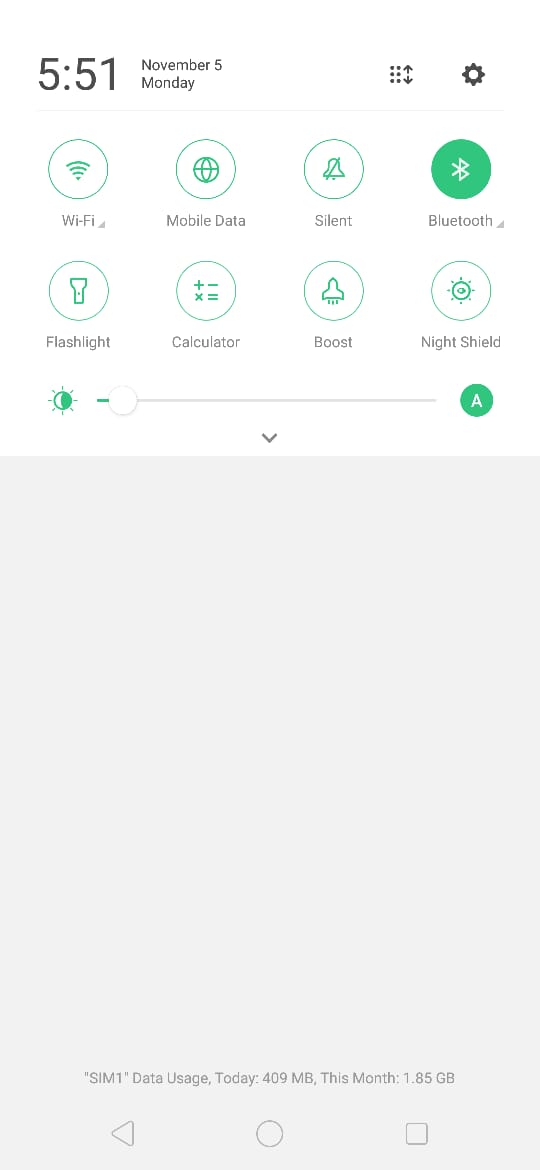 5:51
November 5
Monday
Wi-Fi
Mobile Data
Silent
Bluetooth
Flashlight
Calculator
Boost
Night Shield
A
"SIM1" Data Usage, Today: 409 MB, This Month: 1.85 GB